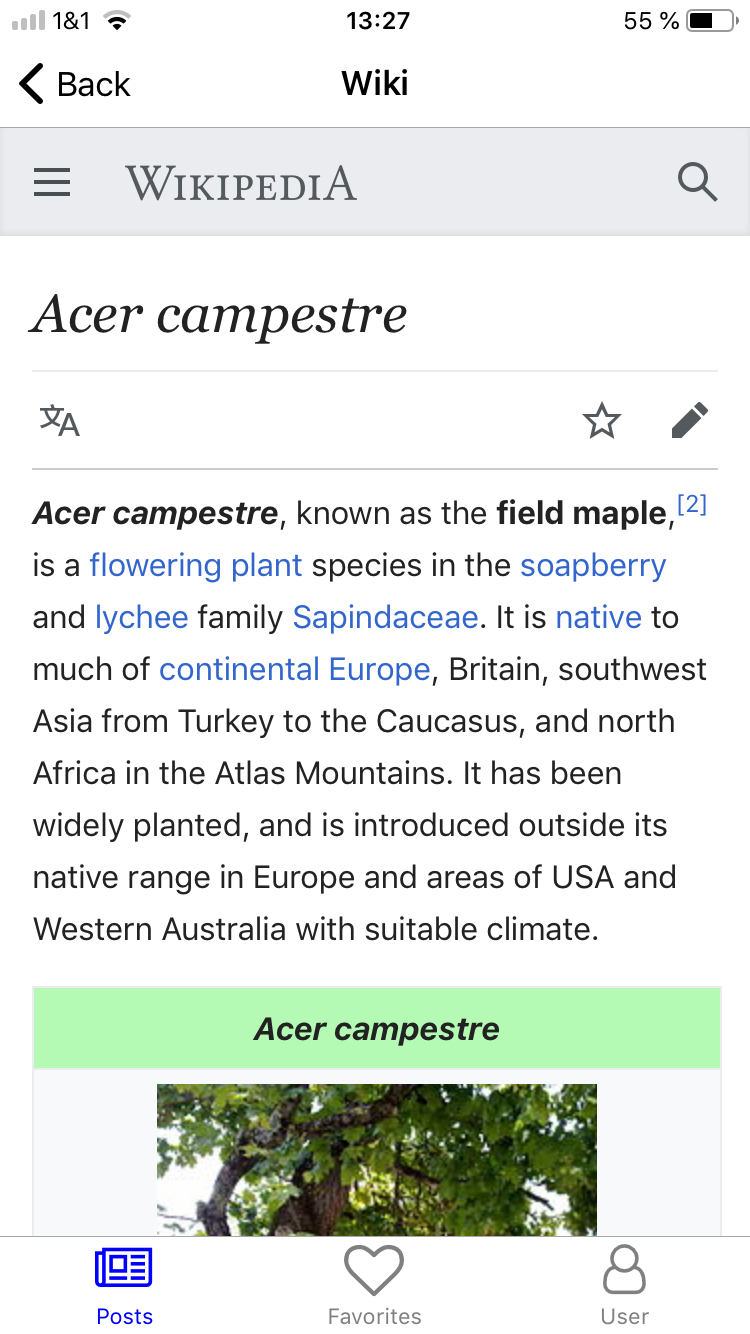 1&1 13:27 55 %
Back Wiki
WIKIPEDIA
Acer campestre
文A
Acer campestre, known as the field maple,[2]
is a flowering plant species in the soapberry
and lychee family Sapindaceae. It is native to
much of continental Europe, Britain, southwest
Asia from Turkey to the Caucasus, and north
Africa in the Atlas Mountains. It has been
widely planted, and is introduced outside its
native range in Europe and areas of USA and
Western Australia with suitable climate.
Acer campestre
Posts Favorites User